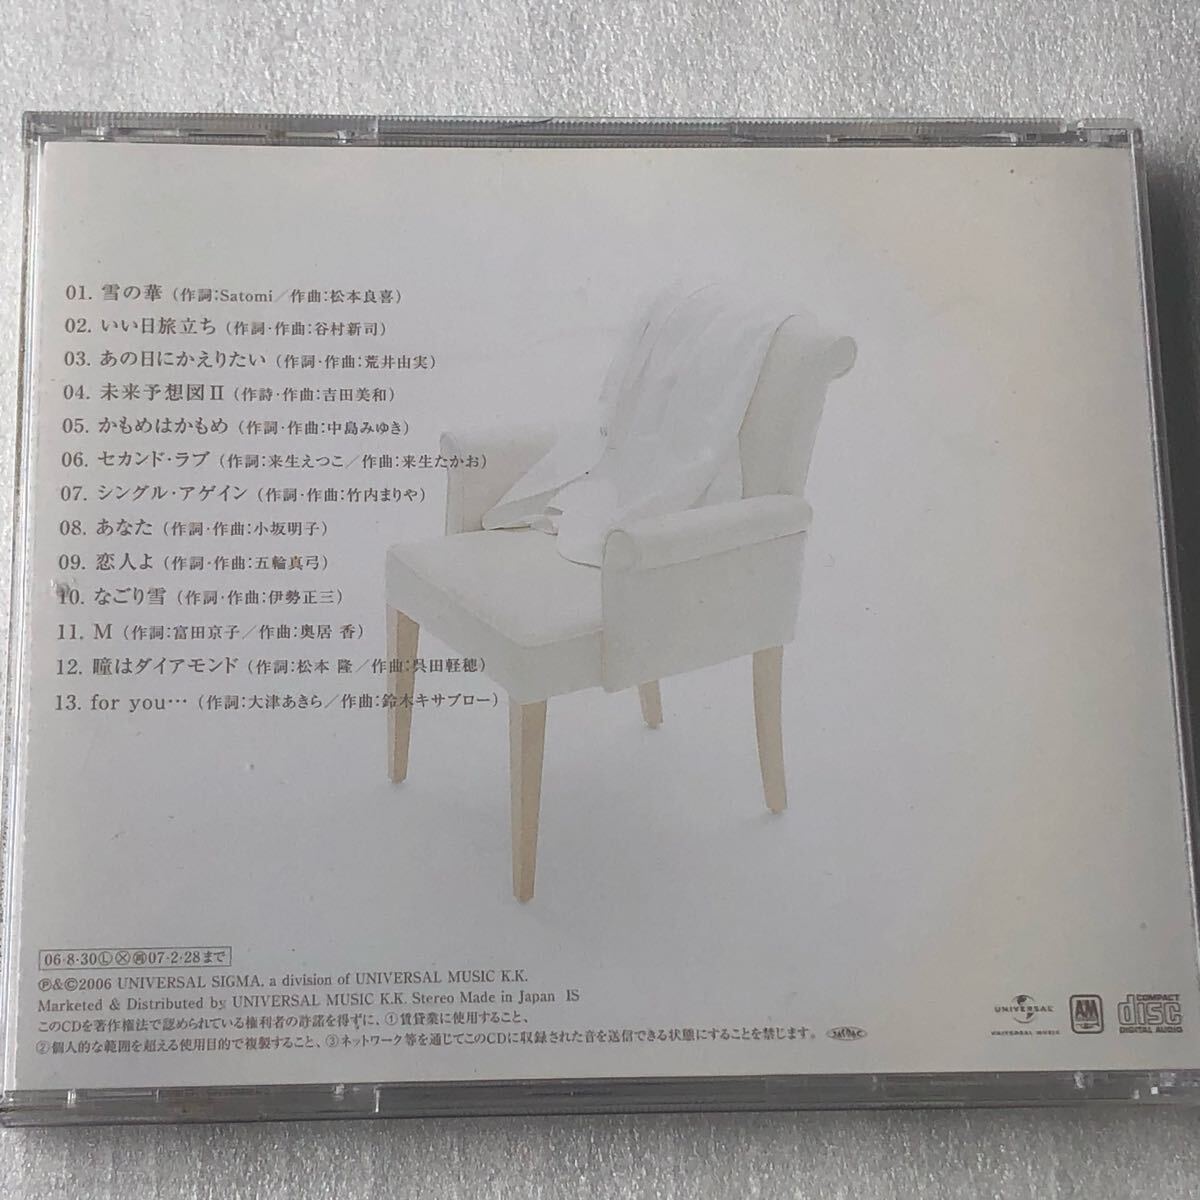 01. 雪の華 (作詞:Satomi／作曲:松本良喜)
02. いい日旅立ち (作詞・作曲:谷村新司)
03. あの日にかえりたい (作詞・作曲:荒井由実)
04. 未来予想図II (作詩・作曲:吉田美和)
05. かもめはかもめ (作詞・作曲:中島みゆき)
06. セカンド・ラブ (作詞:来生えつこ／作曲:来生たかお)
07. シングル・アゲイン (作詞・作曲:竹内まりや)
08. あなた (作詞・作曲:小坂明子)
09. 恋人よ (作詞・作曲:五輪真弓)
10. なごり雪 (作詞・作曲:伊勢正三)
11. M (作詞:富田京子／作曲:奥居 香)
12. 瞳はダイアモンド (作詞:松本 隆／作曲:呉田軽穂)
13. for you… (作詞:大津あきら／作曲:鈴木キサブロー)
06・8・30Ⓛ07・2・28まで
℗&©2006 UNIVERSAL SIGMA, a division of UNIVERSAL MUSIC K.K.
Marketed & Distributed by UNIVERSAL MUSIC K.K. Stereo Made in Japan IS
このCDを著作権法で認められている権利者の許諾を得ずに、①賃貸業に使用すること、
②個人的な範囲を超える使用目的で複製すること、③ネットワーク等を通じてこのCDに収録された音を送信できる状態にすることを禁じます。
UNIVERSAL
UNIVERSAL MUSIC
A&M
COMPACT
disc
DIGITAL AUDIO